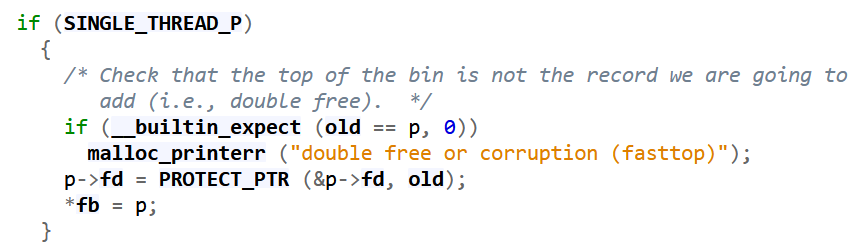 if (SINGLE_THREAD_P)
{
/* Check that the top of the bin is not the record we are going to
add (i.e., double free).  */
if (__builtin_expect (old == p, 0))
malloc_printerr ("double free or corruption (fasttop)");
p->fd = PROTECT_PTR (&p->fd, old);
*fb = p;
}